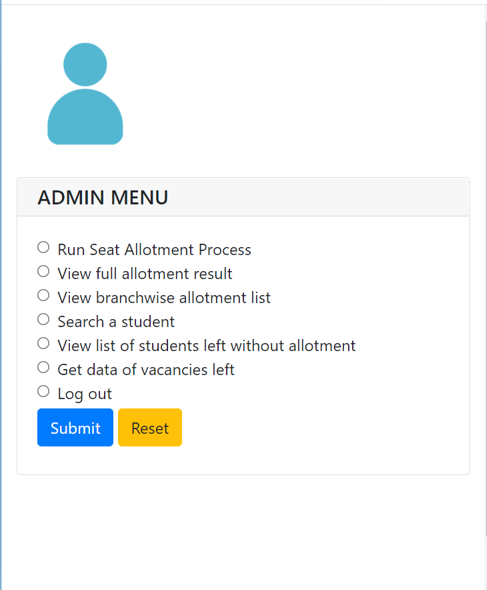 ADMIN MENU
Run Seat Allotment Process
View full allotment result
View branchwise allotment list
Search a student
View list of students left without allotment
Get data of vacancies left
Log out
Submit Reset